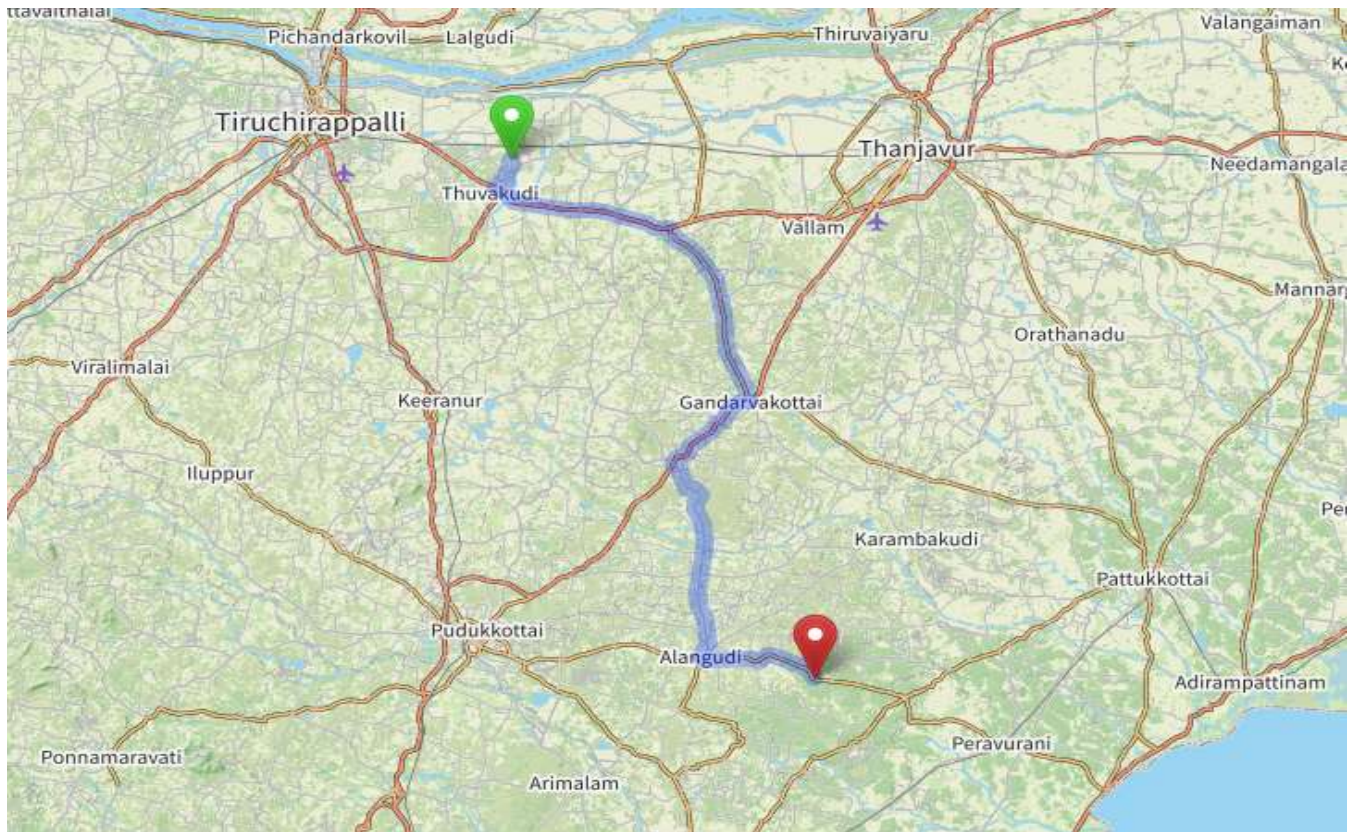 ttavaithalai
Pichandarkovil
Lalgudi
Thiruvaiyaru
Valangaiman
Tiruchirappalli
Thanjavur
Needamangala
Thuvakudi
Vallam
Mannarg
Orathanadu
Viralimalai
Keeranur
Gandarvakottai
Iluppur
Karambakudi
Pattukkottai
Pudukkottai
Alangudi
Adirampattinam
Peravurani
Ponnamaravati
Arimalam